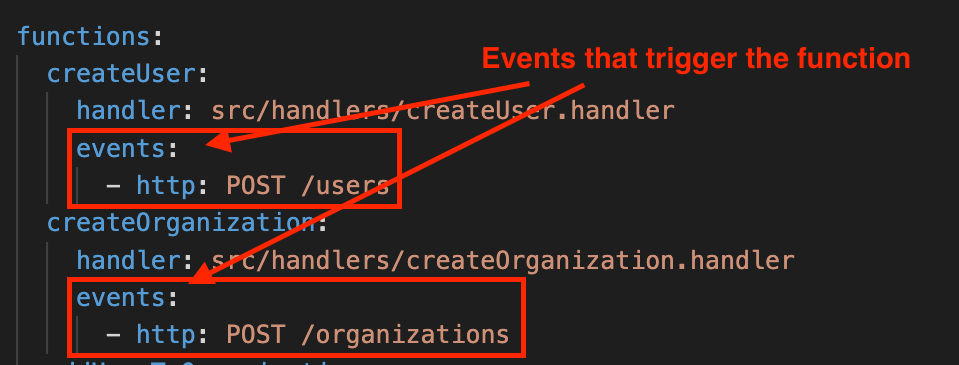 functions:
Events that trigger the function
createUser:
handler: src/handlers/createUser.handler
events:
- http: POST /users
createOrganization:
handler: src/handlers/createOrganization.handler
events:
- http: POST /organizations